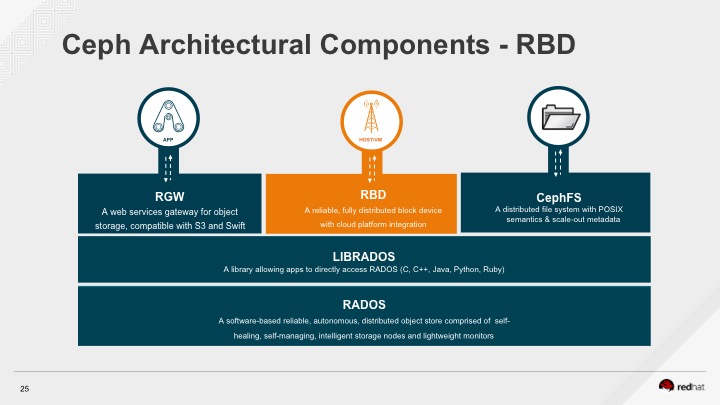 Ceph Architectural Components - RBD
APP
HOST/VM
RGW
A web services gateway for object
storage, compatible with S3 and Swift
RBD
A reliable, fully distributed block device
with cloud platform integration
CephFS
A distributed file system with POSIX
semantics & scale-out metadata
LIBRADOS
A library allowing apps to directly access RADOS (C, C++, Java, Python, Ruby)
RADOS
A software-based reliable, autonomous, distributed object store comprised of self-
healing, self-managing, intelligent storage nodes and lightweight monitors
25
redhat.